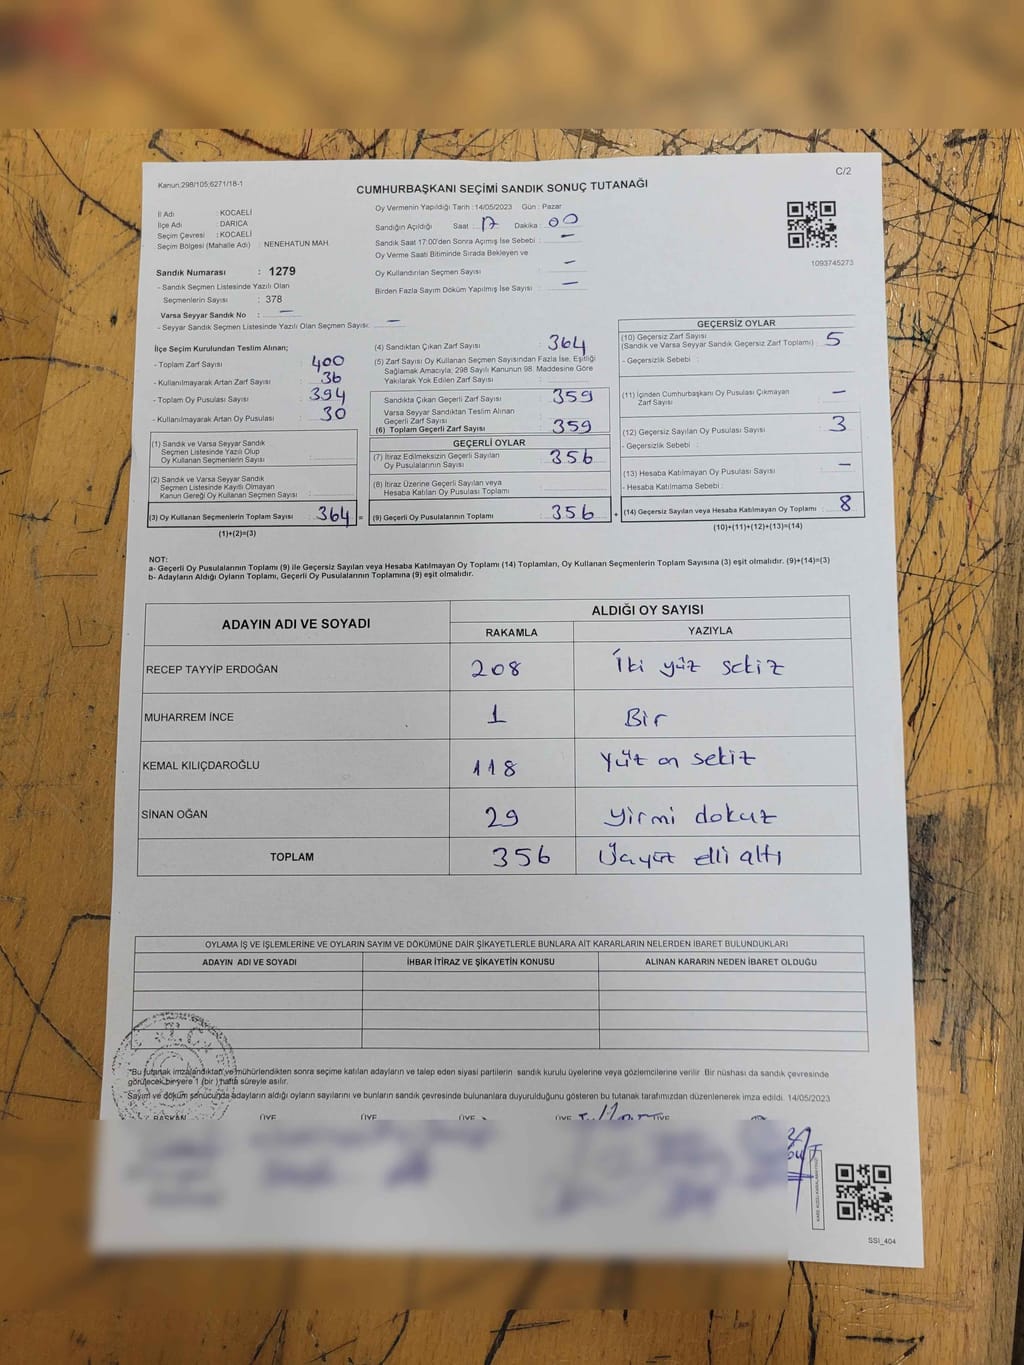 Kanun;298/105;6271/18-1
C/2
CUMHURBAŞKANI SEÇİMİ SANDIK SONUÇ TUTANAĞI
İl Adı : KOCAELİ
İlçe Adı : DARICA
Seçim Çevresi : KOCAELİ
Seçim Bölgesi (Mahalle Adı) : NENEHATUN MAH.
Sandık Numarası : 1279
- Sandık Seçmen Listesinde Yazılı Olan
Seçmenlerin Sayısı : 378
Varsa Seyyar Sandık No : —
- Seyyar Sandık Seçmen Listesinde Yazılı Olan Seçmen Sayısı: —
Oy Vermenin Yapıldığı Tarih : 14/05/2023 Gün : Pazar
Sandığın Açıldığı Saat : 17 Dakika : 00
Sandık Saat 17:00'den Sonra Açılmış İse Sebebi : —
Oy Verme Saati Bitiminde Sırada Bekleyen ve
Oy Kullandırılan Seçmen Sayısı : —
Birden Fazla Sayım Döküm Yapılmış İse Sayısı : —
1093745273
İlçe Seçim Kurulundan Teslim Alınan;
- Toplam Zarf Sayısı : 400
- Kullanılmayarak Artan Zarf Sayısı : 36
- Toplam Oy Pusulası Sayısı : 394
- Kullanılmayarak Artan Oy Pusulası : 30
(1) Sandık ve Varsa Seyyar Sandık
Seçmen Listesinde Yazılı Olup
Oy Kullanan Seçmenlerin Sayısı :
(2) Sandık ve Varsa Seyyar Sandık
Seçmen Listesinde Kayıtlı Olmayan
Kanun Gereği Oy Kullanan Seçmen Sayısı :
(3) Oy Kullanan Seçmenlerin Toplam Sayısı : 364 =
(1)+(2)=(3)
(4) Sandıktan Çıkan Zarf Sayısı : 364
(5) Zarf Sayısı Oy Kullanan Seçmen Sayısından Fazla İse, Eşitliği
Sağlamak Amacıyla; 298 Sayılı Kanunun 98. Maddesine Göre
Yakılarak Yok Edilen Zarf Sayısı :
Sandıkta Çıkan Geçerli Zarf Sayısı : 359
Varsa Seyyar Sandıktan Teslim Alınan
Geçerli Zarf Sayısı :
(6) Toplam Geçerli Zarf Sayısı : 359
GEÇERLİ OYLAR
(7) İtiraz Edilmeksizin Geçerli Sayılan
Oy Pusulalarının Sayısı : 356
(8) İtiraz Üzerine Geçerli Sayılan veya
Hesaba Katılan Oy Pusulası Toplamı :
(9) Geçerli Oy Pusulalarının Toplamı : 356 +
GEÇERSİZ OYLAR
(10) Geçersiz Zarf Sayısı
(Sandık ve Varsa Seyyar Sandık Geçersiz Zarf Toplamı) : 5
- Geçersizlik Sebebi :
(11) İçinden Cumhurbaşkanı Oy Pusulası Çıkmayan
Zarf Sayısı : —
(12) Geçersiz Sayılan Oy Pusulası Sayısı : 3
- Geçersizlik Sebebi :
(13) Hesaba Katılmayan Oy Pusulası Sayısı : —
- Hesaba Katılmama Sebebi :
(14) Geçersiz Sayılan veya Hesaba Katılmayan Oy Toplamı : 8
(10)+(11)+(12)+(13)=(14)
NOT:
a- Geçerli Oy Pusulalarının Toplamı (9) ile Geçersiz Sayılan veya Hesaba Katılmayan Oy Toplamı (14) Toplamları, Oy Kullanan Seçmenlerin Toplam Sayısına (3) eşit olmalıdır. (9)+(14)=(3)
b- Adayların Aldığı Oyların Toplamı, Geçerli Oy Pusulalarının Toplamına (9) eşit olmalıdır.
ADAYIN ADI VE SOYADI ALDIĞI OY SAYISI
RAKAMLA YAZIYLA
RECEP TAYYİP ERDOĞAN 208 İki yüz sekiz
MUHARREM İNCE 1 Bir
KEMAL KILIÇDAROĞLU 118 yüz on sekiz
SİNAN OĞAN 29 yirmi dokuz
TOPLAM 356 Üçyüz elli altı
OYLAMA İŞ VE İŞLEMLERİNE VE OYLARIN SAYIM VE DÖKÜMÜNE DAİR ŞİKAYETLERLE BUNLARA AİT KARARLARIN NELERDEN İBARET BULUNDUKLARI
ADAYIN ADI VE SOYADI İHBAR İTİRAZ VE ŞİKAYETİN KONUSU ALINAN KARARIN NEDEN İBARET OLDUĞU
T.C.
*Bu tutanak imzalandıktan ve mühürlendikten sonra seçime katılan adayların ve talep eden siyasi partilerin sandık kurulu üyelerine veya gözlemcilerine verilir. Bir nüshası da sandık çevresinde
görülecek bir yere 1 (bir) hafta süreyle asılır.
Sayım ve döküm sonucunda adayların aldığı oyların sayılarını ve bunların sandık çevresinde bulunanlara duyurulduğunu gösteren bu tutanak tarafımızdan düzenlenerek imza edildi. 14/05/2023
BAŞKAN ÜYE ÜYE ÜYE ÜYE ÜYE
SSI_404